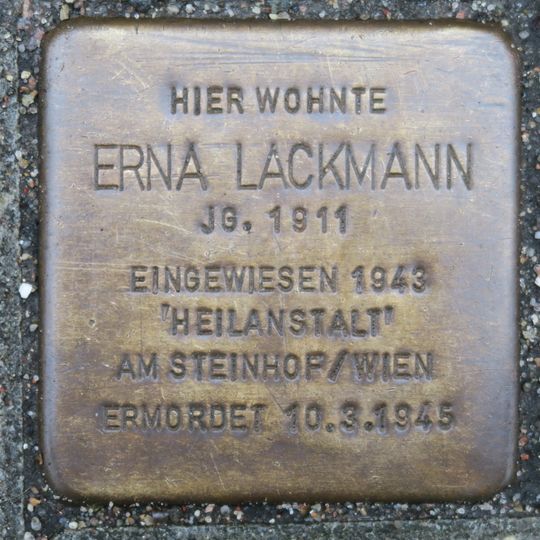 HIER WOHNTE
ERNA LACKMANN
JG. 1911
EINGEWIESEN 1943
'HEILANSTALT'
AM STEINHOF/WIEN
ERMORDET 10.3.1945